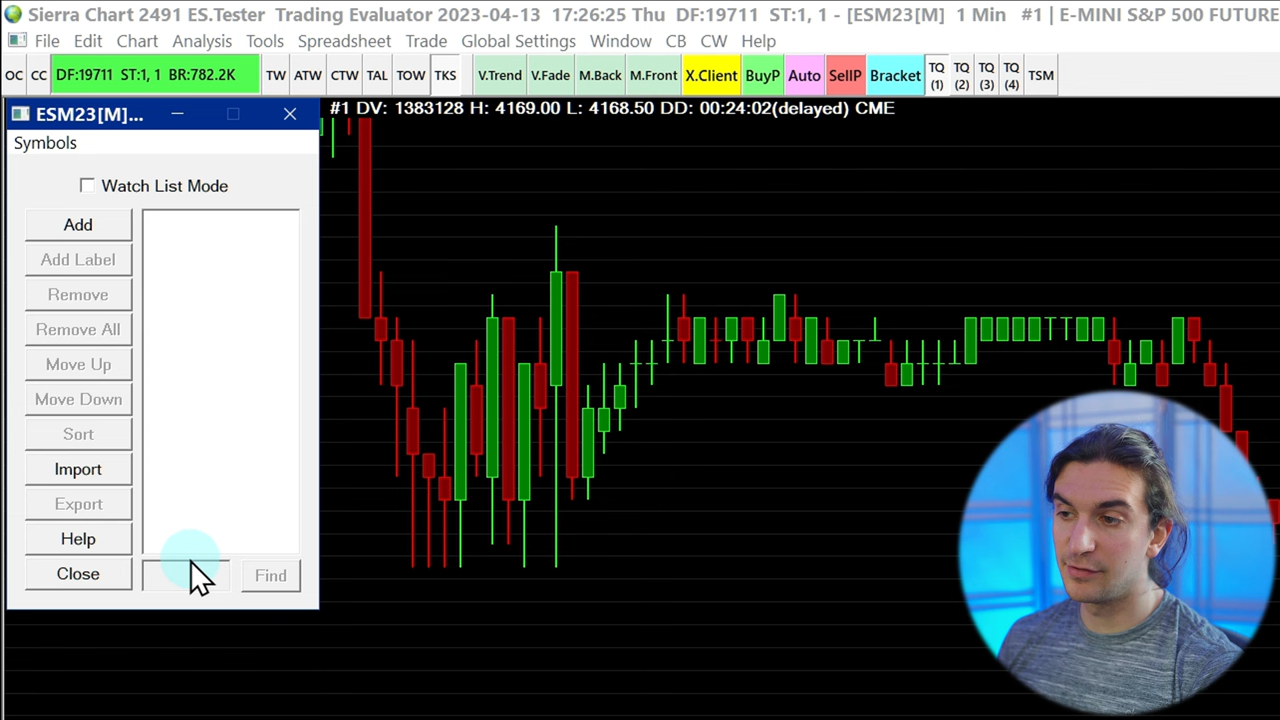 Sierra Chart 2491 ES.Tester Trading Evaluator 2023-04-13 17:26:25 Thu DF:19711 ST:1, 1 - [ESM23[M] 1 Min #1 | E-MINI S&P 500 FUTURE
File Edit Chart Analysis Tools Spreadsheet Trade Global Settings Window CB CW Help
OC CC DF:19711 ST:1, 1 BR:782.2K TW ATW CTW TAL TOW TKS V.Trend V.Fade M.Back M.Front X.Client BuyP Auto SellP Bracket TQ (1) TQ (2) TQ (3) TQ (4) TSM
#1 DV: 1383128 H: 4169.00 L: 4168.50 DD: 00:24:02(delayed) CME
ESM23[M]...
Symbols
Watch List Mode
Add
Add Label
Remove
Remove All
Move Up
Move Down
Sort
Import
Export
Help
Close
Find